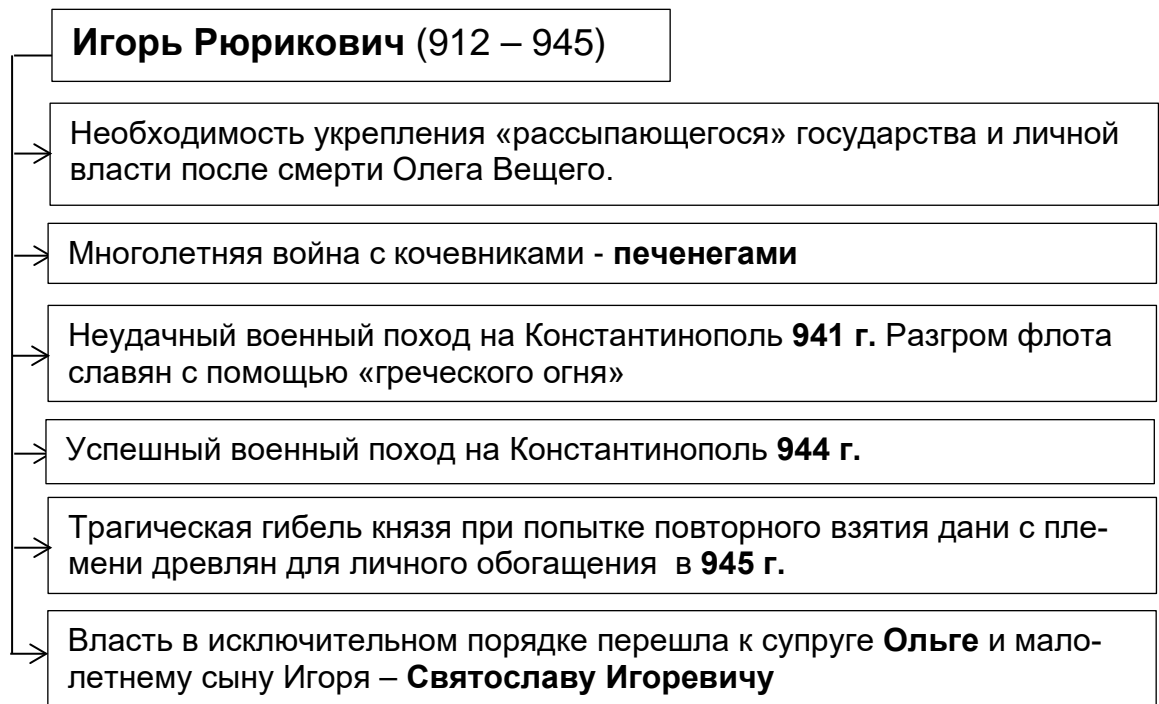 Игорь Рюрикович (912 – 945)
Необходимость укрепления «рассыпающегося» государства и личной
власти после смерти Олега Вещего.
Многолетняя война с кочевниками - печенегами
Неудачный военный поход на Константинополь 941 г. Разгром флота
славян с помощью «греческого огня»
Успешный военный поход на Константинополь 944 г.
Трагическая гибель князя при попытке повторного взятия дани с пле-
мени древлян для личного обогащения в 945 г.
Власть в исключительном порядке перешла к супруге Ольге и мало-
летнему сыну Игоря – Святославу Игоревичу